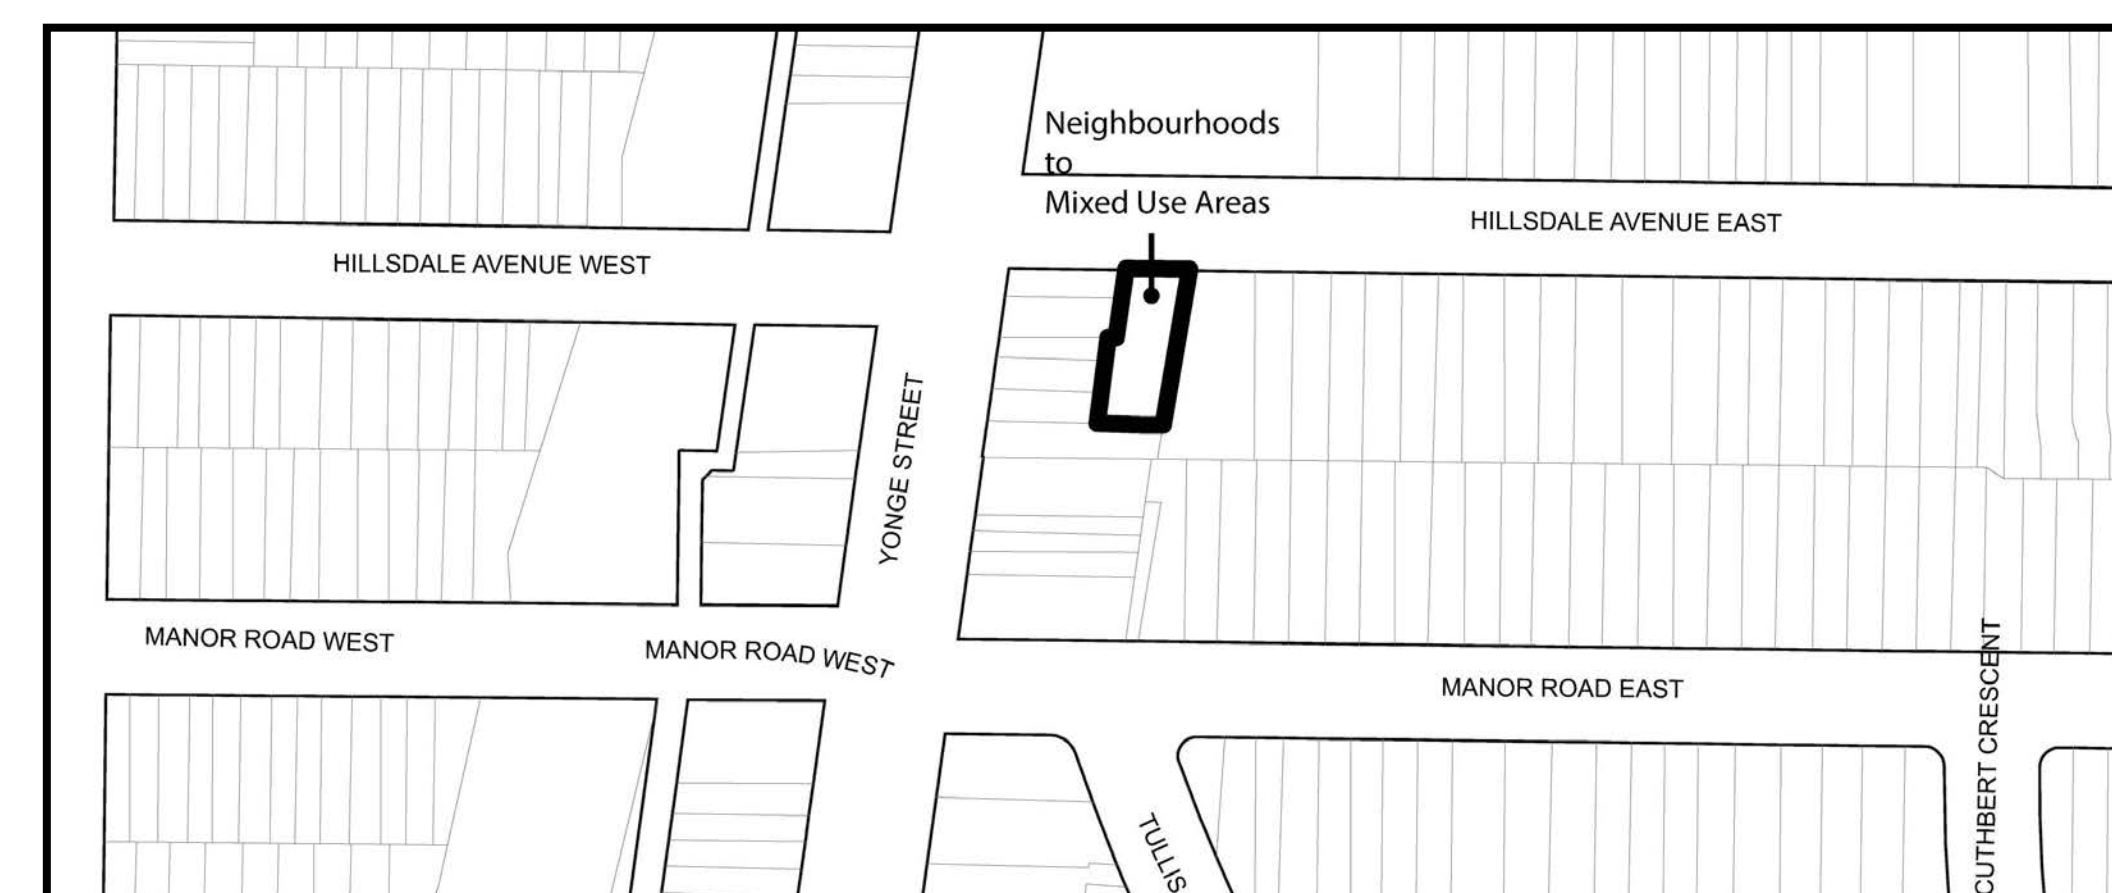 Neighbourhoods
to
Mixed Use Areas
HILLSDALE AVENUE EAST
HILLSDALE AVENUE WEST
YONGE STREET
MANOR ROAD WEST
MANOR ROAD WEST
MANOR ROAD EAST
CUTHBERT CRESCENT
TULLIS